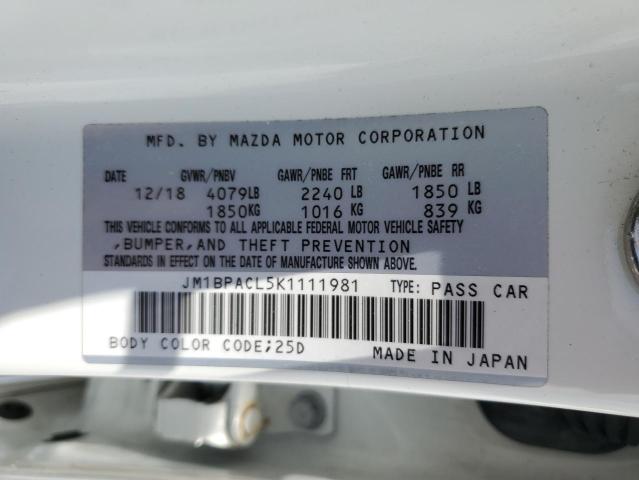 MFD. BY MAZDA MOTOR CORPORATION
DATE GVWR/PNBV GAWR/PNBE FRT GAWR/PNBE RR
12/18 4079LB 2240 LB 1850 LB
1850KG 1016 KG 839 KG
THIS VEHICLE CONFORMS TO ALL APPLICABLE FEDERAL MOTOR VEHICLE SAFETY
,BUMPER,AND THEFT PREVENTION
STANDARDS IN EFFECT ON THE DATE OF MANUFACTURE SHOWN ABOVE.
JM1BPACL5K1111981 TYPE: PASS CAR
BODY COLOR CODE;25D MADE IN JAPAN